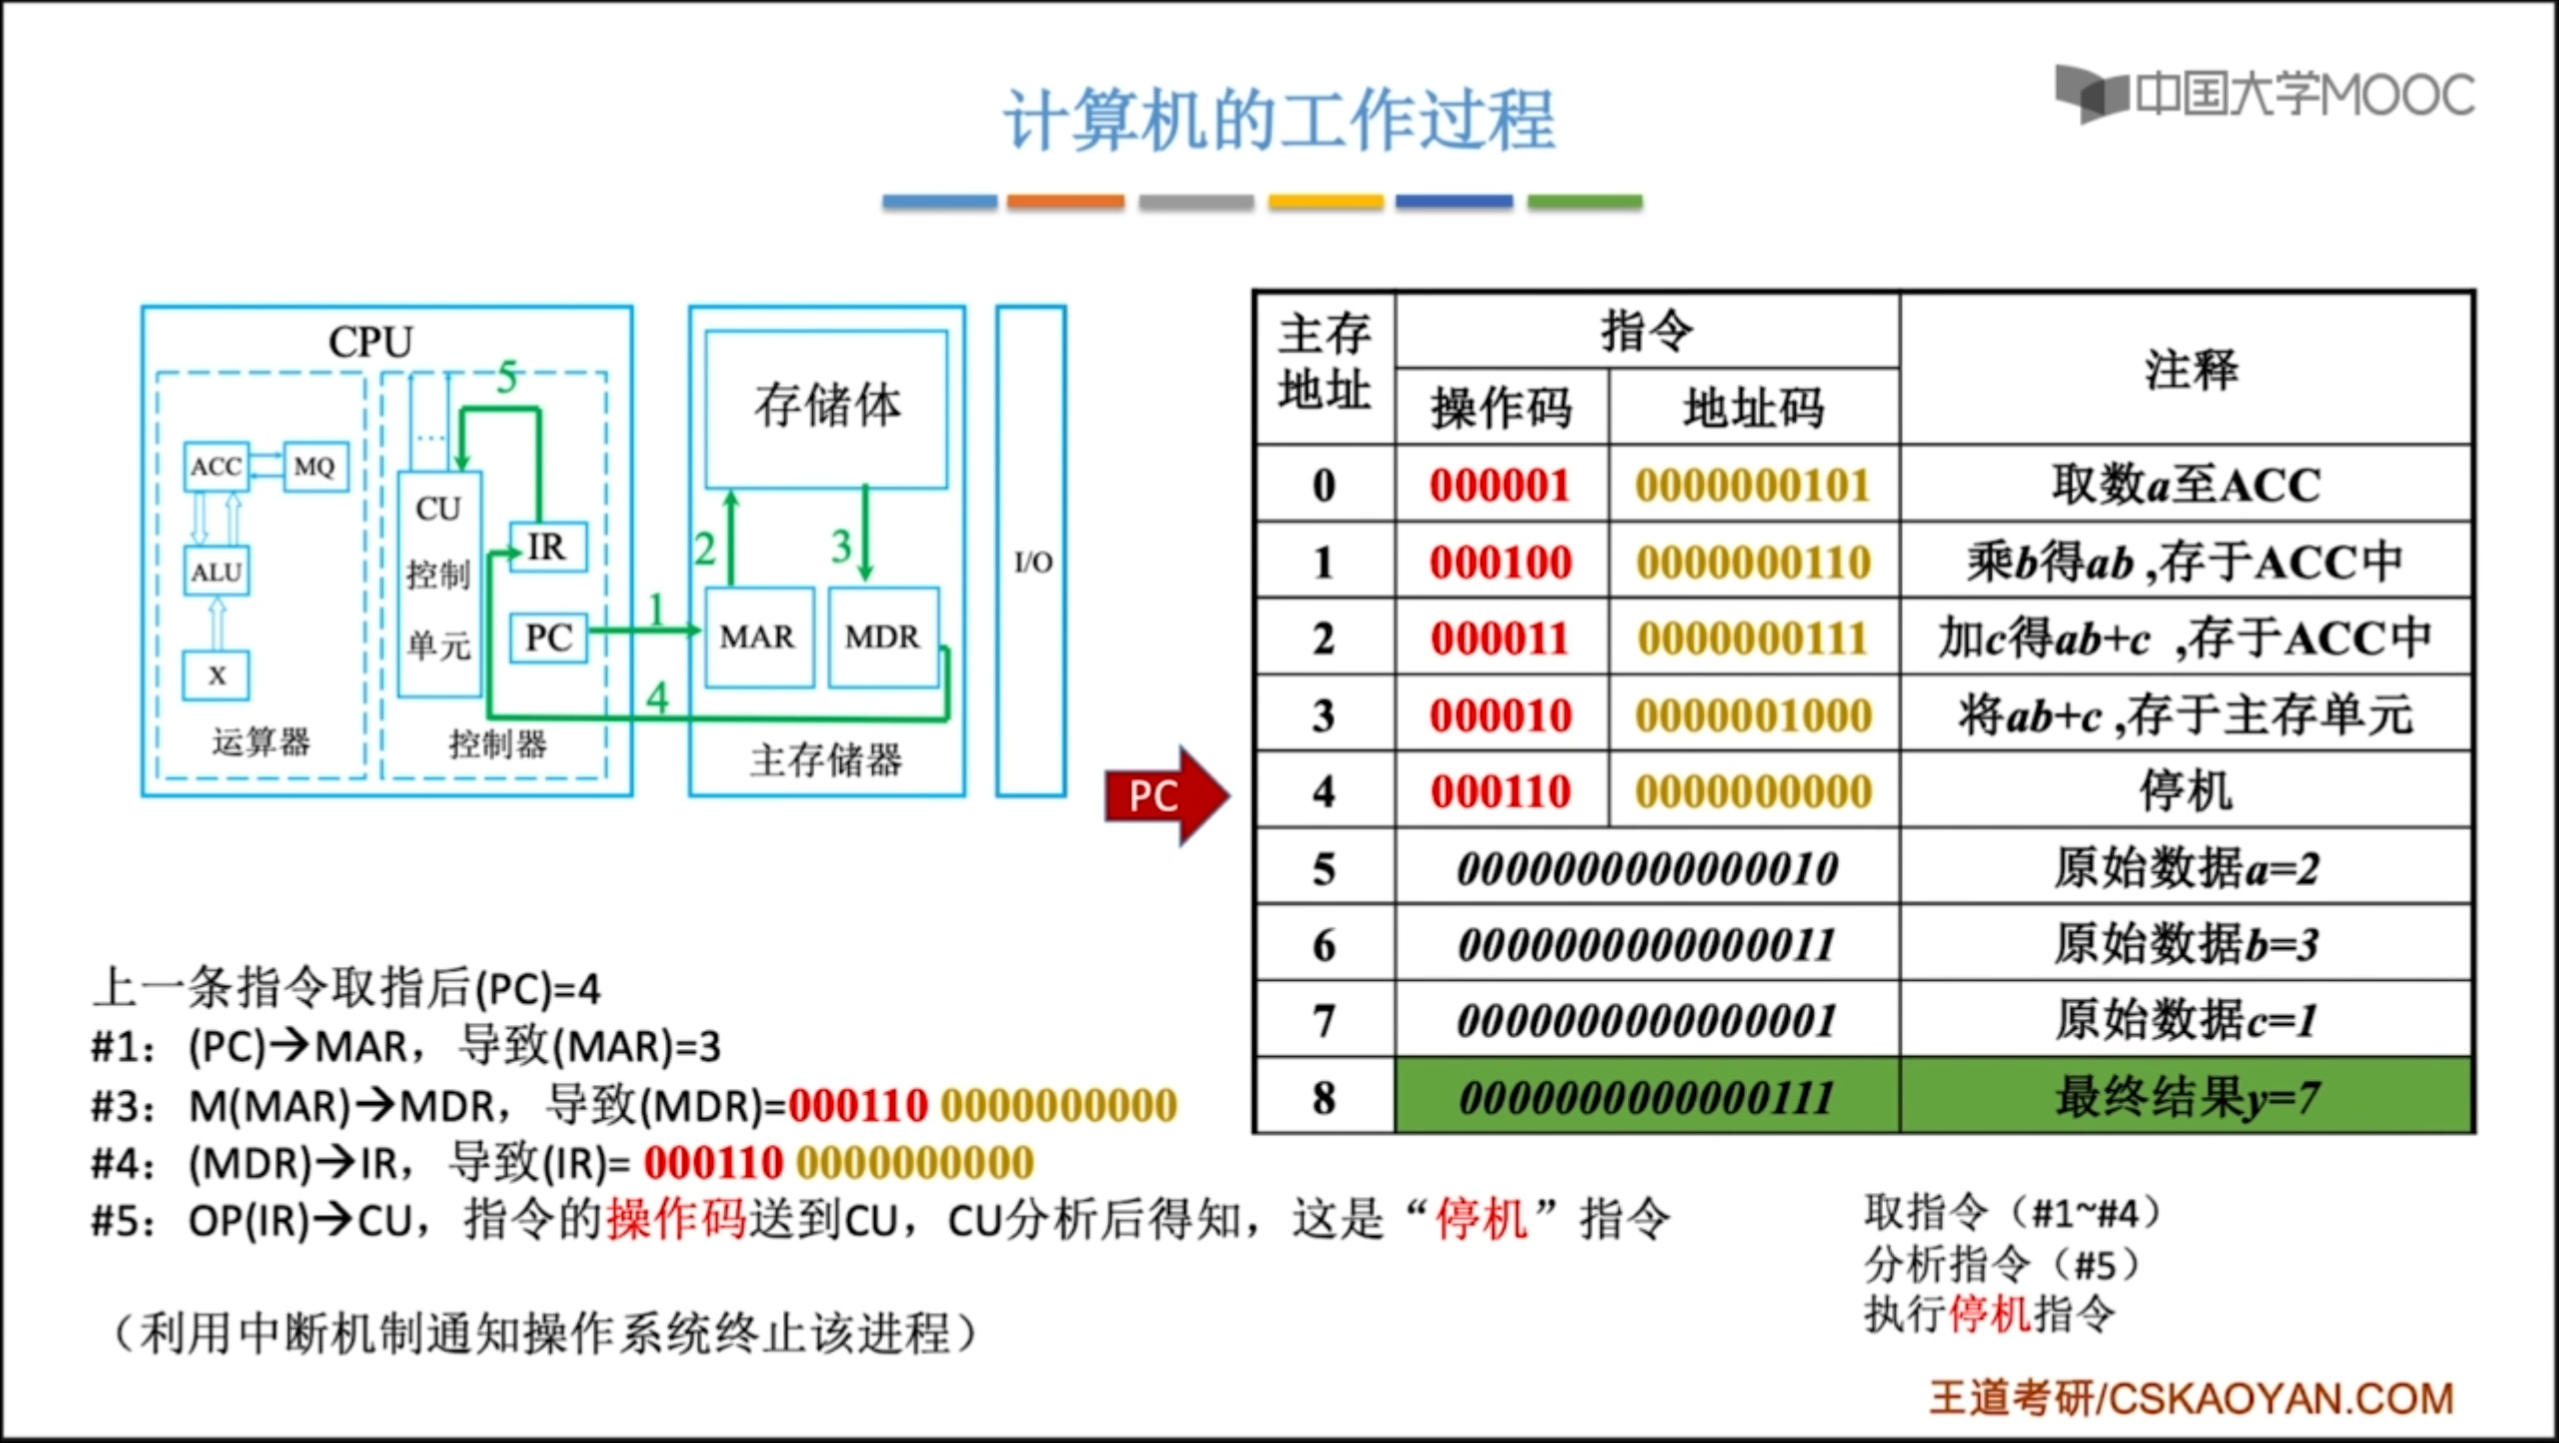 中国大学MOOC
计算机的工作过程
CPU
5
ACC
MQ
ALU
X
运算器
...
CU
控制
单元
IR
PC
控制器
1
4
存储体
2
3
MAR
MDR
主存储器
I/O
PC
主存地址 指令 注释
操作码 地址码
0 000001 0000000101 取数a至ACC
1 000100 0000000110 乘b得ab ,存于ACC中
2 000011 0000000111 加c得ab+c ,存于ACC中
3 000010 0000001000 将ab+c ,存于主存单元
4 000110 0000000000 停机
5 0000000000000010 原始数据a=2
6 0000000000000011 原始数据b=3
7 0000000000000001 原始数据c=1
8 0000000000000111 最终结果y=7
上一条指令取指后(PC)=4
#1：(PC)→MAR，导致(MAR)=3
#3：M(MAR)→MDR，导致(MDR)=000110 0000000000
#4：(MDR)→IR，导致(IR)= 000110 0000000000
#5：OP(IR)→CU，指令的操作码送到CU，CU分析后得知，这是“停机”指令
（利用中断机制通知操作系统终止该进程）
取指令（#1~#4）
分析指令（#5）
执行停机指令
王道考研/CSKAOYAN.COM